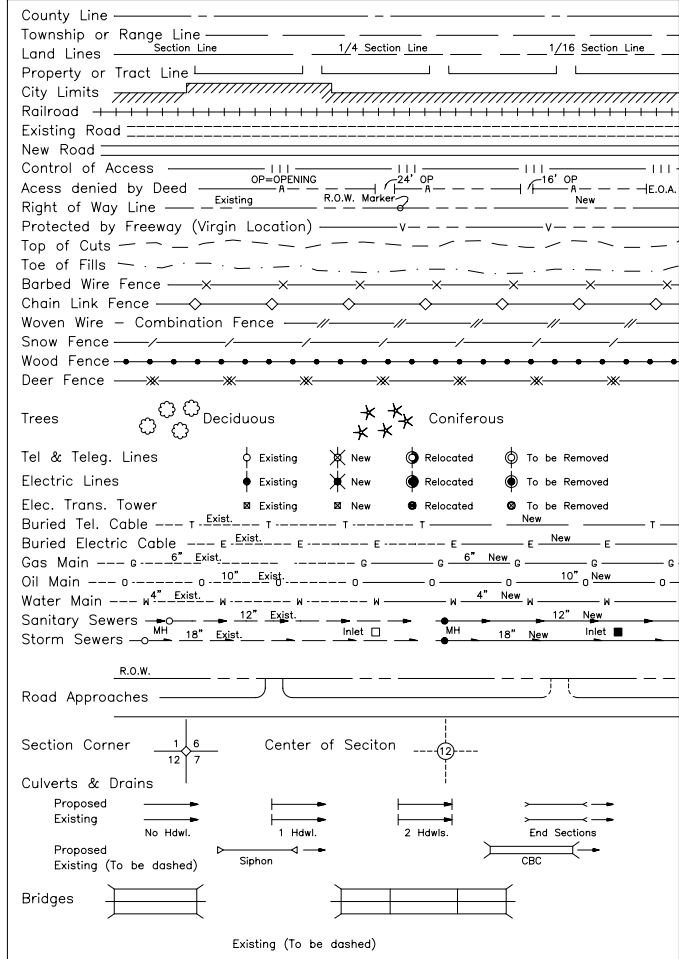 County Line
Township or Range Line
Land Lines Section Line 1/4 Section Line 1/16 Section Line
Property or Tract Line
City Limits
Railroad
Existing Road
New Road
Control of Access
OP=OPENING 24' OP 16' OP
Acess denied by Deed A A A E.O.A.
Right of Way Line Existing R.O.W. Marker New
Protected by Freeway (Virgin Location) V V
Top of Cuts
Toe of Fills
Barbed Wire Fence
Chain Link Fence
Woven Wire – Combination Fence
Snow Fence
Wood Fence
Deer Fence
Trees Deciduous Coniferous
Tel & Teleg. Lines Existing New Relocated To be Removed
Electric Lines Existing New Relocated To be Removed
Elec. Trans. Tower Existing New Relocated To be Removed
Buried Tel. Cable T Exist. T T T New T
Buried Electric Cable E Exist. E E E E New E
Gas Main G 6" Exist. G G 6" New G G
Oil Main O O 10" Exist. O O O O 10" New O
Water Main W 4" Exist. W W W W 4" New W W
Sanitary Sewers 12" Exist. 12" New
MH Inlet MH Inlet
Storm Sewers 18" Exist. 18" New
R.O.W.
Road Approaches
Section Corner 1 6 12 7 Center of Seciton 12
Culverts & Drains
Proposed
Existing
No Hdwl. 1 Hdwl. 2 Hdwls. End Sections
Proposed
Existing (To be dashed) Siphon CBC
Bridges
Existing (To be dashed)